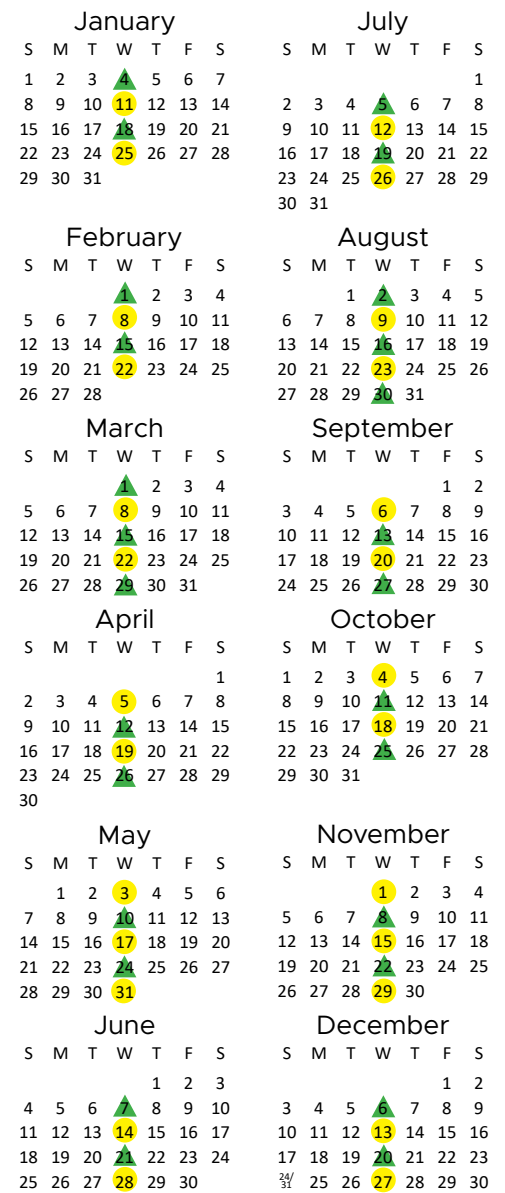 January
S M T W T F S
1 2 3 4 5 6 7
8 9 10 11 12 13 14
15 16 17 18 19 20 21
22 23 24 25 26 27 28
29 30 31
February
S M T W T F S
1 2 3 4
5 6 7 8 9 10 11
12 13 14 15 16 17 18
19 20 21 22 23 24 25
26 27 28
March
S M T W T F S
1 2 3 4
5 6 7 8 9 10 11
12 13 14 15 16 17 18
19 20 21 22 23 24 25
26 27 28 29 30 31
April
S M T W T F S
1
2 3 4 5 6 7 8
9 10 11 12 13 14 15
16 17 18 19 20 21 22
23 24 25 26 27 28 29
30
May
S M T W T F S
1 2 3 4 5 6
7 8 9 10 11 12 13
14 15 16 17 18 19 20
21 22 23 24 25 26 27
28 29 30 31
June
S M T W T F S
1 2 3
4 5 6 7 8 9 10
11 12 13 14 15 16 17
18 19 20 21 22 23 24
25 26 27 28 29 30
July
S M T W T F S
1
2 3 4 5 6 7 8
9 10 11 12 13 14 15
16 17 18 19 20 21 22
23 24 25 26 27 28 29
30 31
August
S M T W T F S
1 2 3 4 5
6 7 8 9 10 11 12
13 14 15 16 17 18 19
20 21 22 23 24 25 26
27 28 29 30 31
September
S M T W T F S
1 2
3 4 5 6 7 8 9
10 11 12 13 14 15 16
17 18 19 20 21 22 23
24 25 26 27 28 29 30
October
S M T W T F S
1 2 3 4 5 6 7
8 9 10 11 12 13 14
15 16 17 18 19 20 21
22 23 24 25 26 27 28
29 30 31
November
S M T W T F S
1 2 3 4
5 6 7 8 9 10 11
12 13 14 15 16 17 18
19 20 21 22 23 24 25
26 27 28 29 30
December
S M T W T F S
1 2
3 4 5 6 7 8 9
10 11 12 13 14 15 16
17 18 19 20 21 22 23
24/31 25 26 27 28 29 30